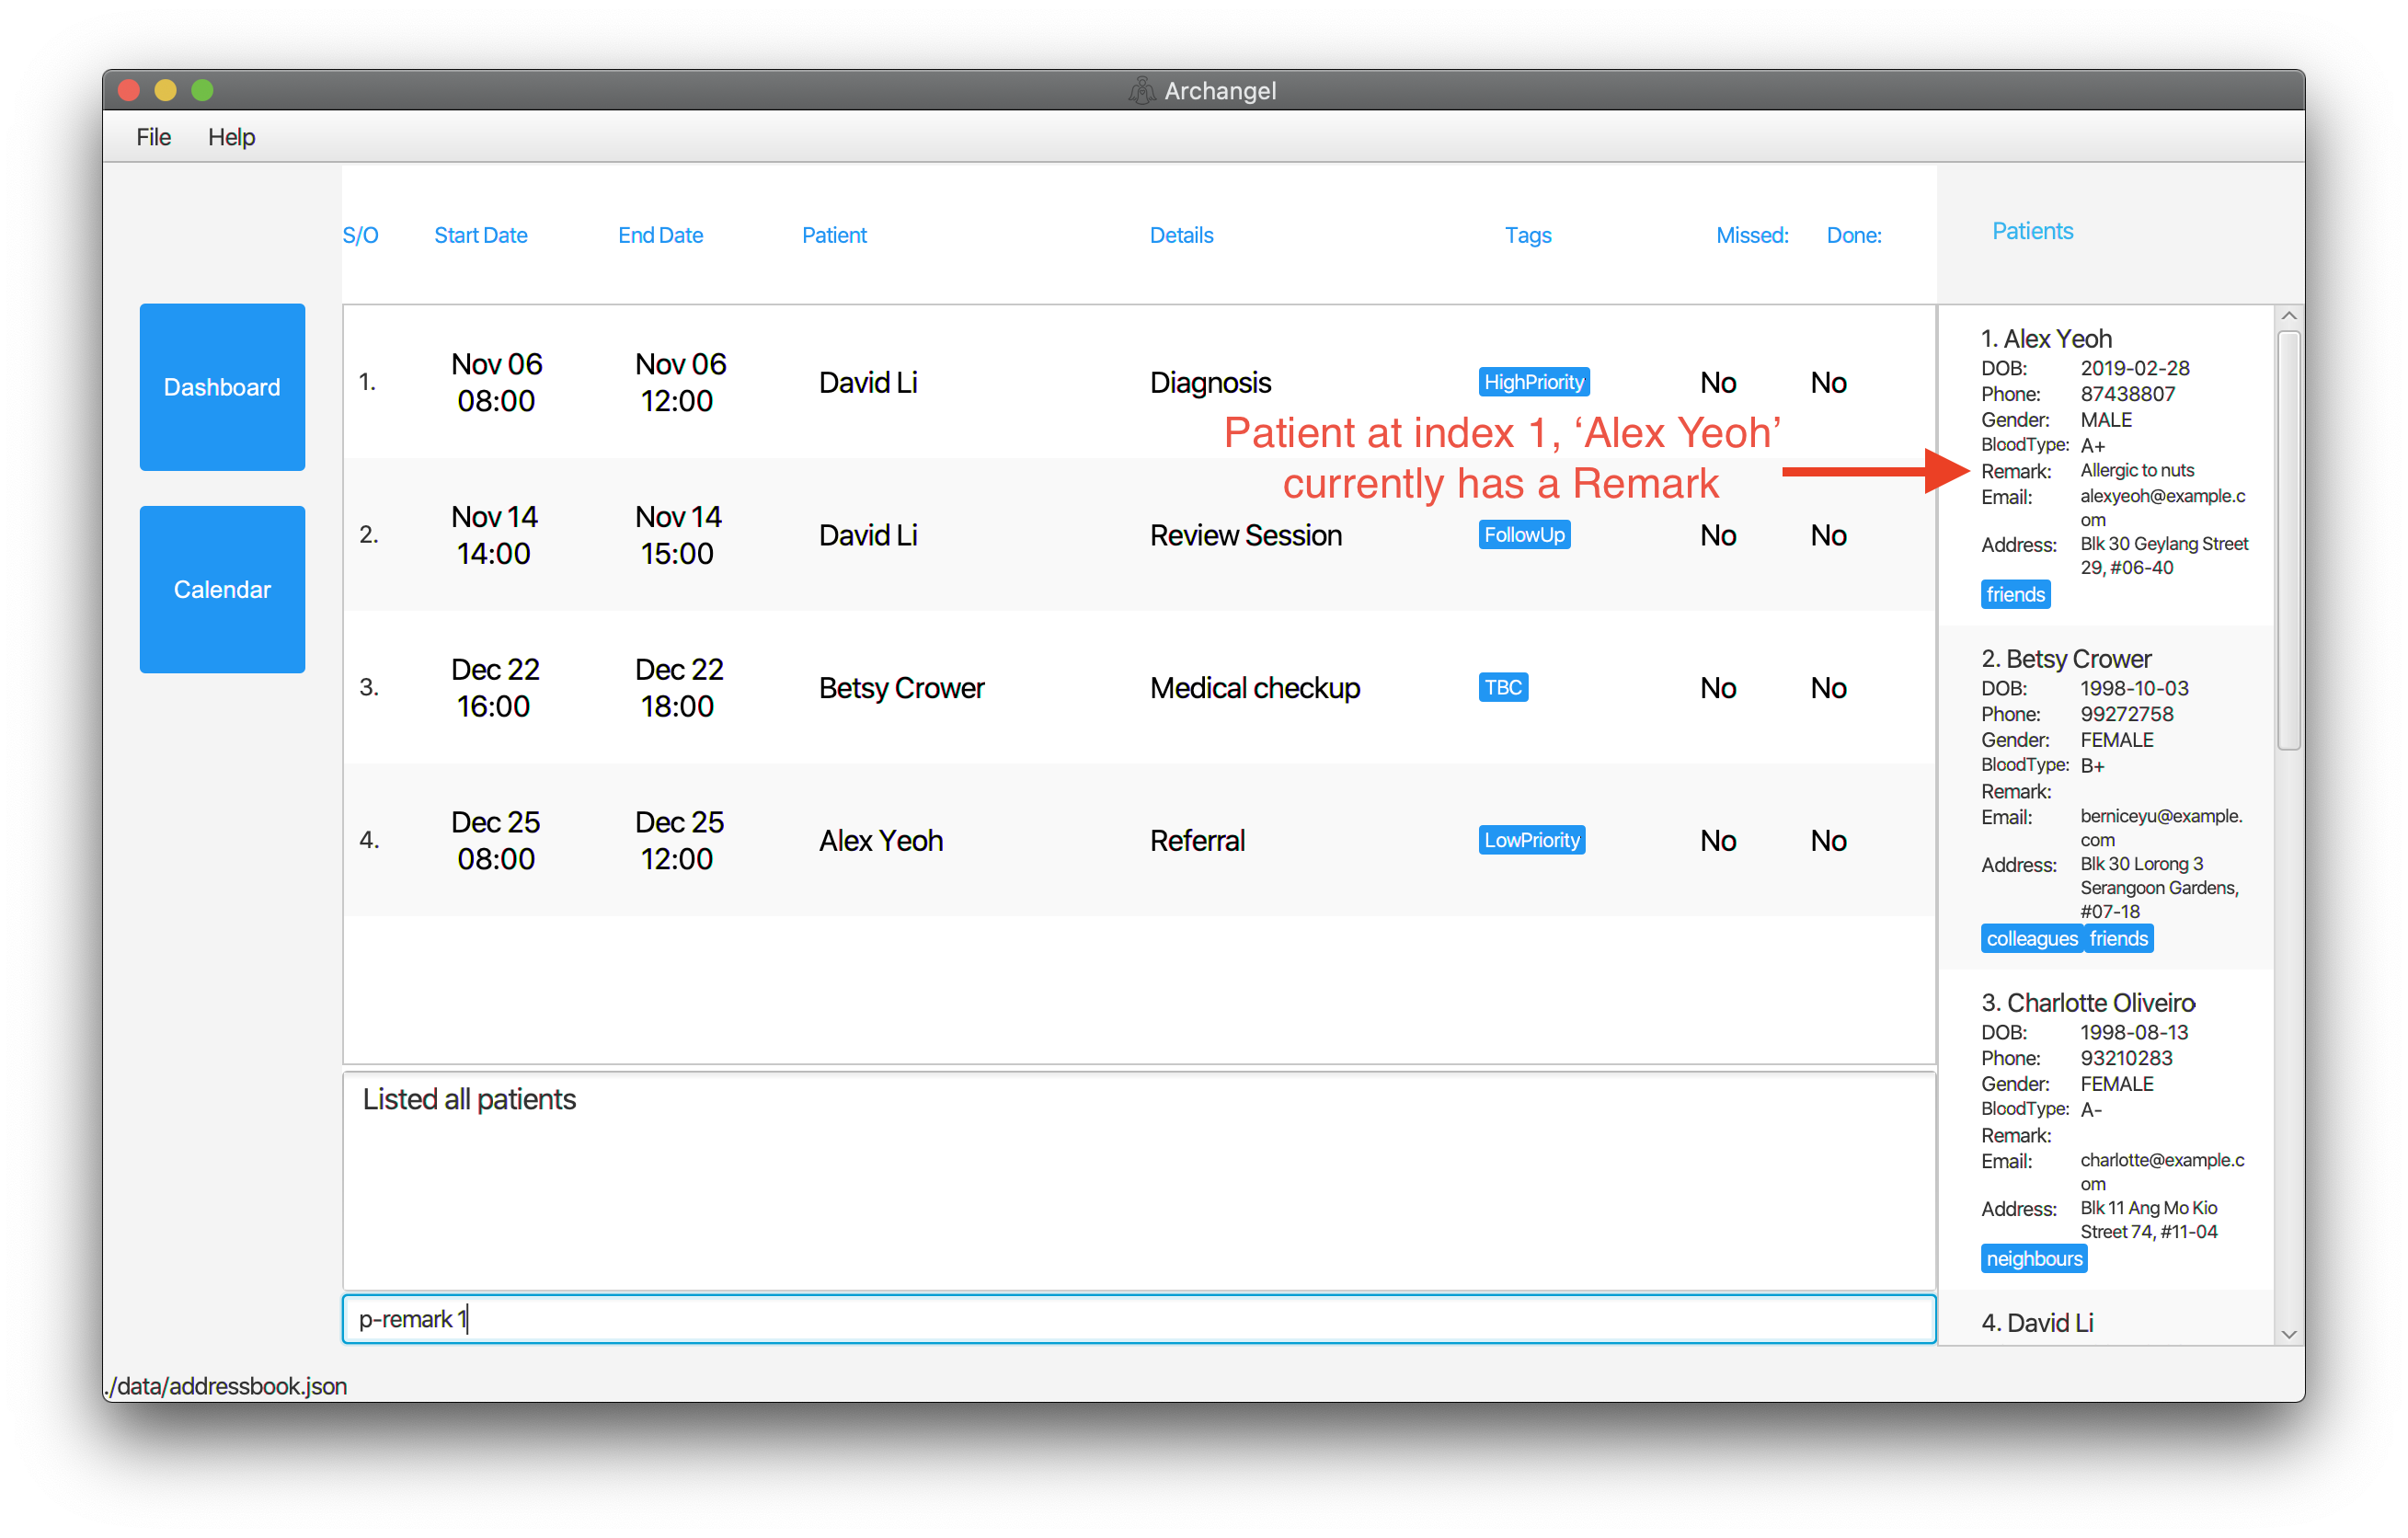 Archangel
File Help
S/O Start Date End Date Patient Details Tags Missed: Done: Patients
Dashboard
Calendar
1. Nov 06 08:00 Nov 06 12:00 David Li Diagnosis HighPriority No No
Patient at index 1, ‘Alex Yeoh’
currently has a Remark
2. Nov 14 14:00 Nov 14 15:00 David Li Review Session FollowUp No No
3. Dec 22 16:00 Dec 22 18:00 Betsy Crower Medical checkup TBC No No
4. Dec 25 08:00 Dec 25 12:00 Alex Yeoh Referral LowPriority No No
1. Alex Yeoh
DOB: 2019-02-28
Phone: 87438807
Gender: MALE
BloodType: A+
Remark: Allergic to nuts
Email: alexyeoh@example.c
om
Address: Blk 30 Geylang Street
29, #06-40
friends
2. Betsy Crower
DOB: 1998-10-03
Phone: 99272758
Gender: FEMALE
BloodType: B+
Remark:
Email: berniceyu@example.
com
Address: Blk 30 Lorong 3
Serangoon Gardens,
#07-18
colleagues friends
3. Charlotte Oliveiro
DOB: 1998-08-13
Phone: 93210283
Gender: FEMALE
BloodType: A-
Remark:
Email: charlotte@example.c
om
Address: Blk 11 Ang Mo Kio
Street 74, #11-04
neighbours
4. David Li
Listed all patients
p-remark 1
./data/addressbook.json